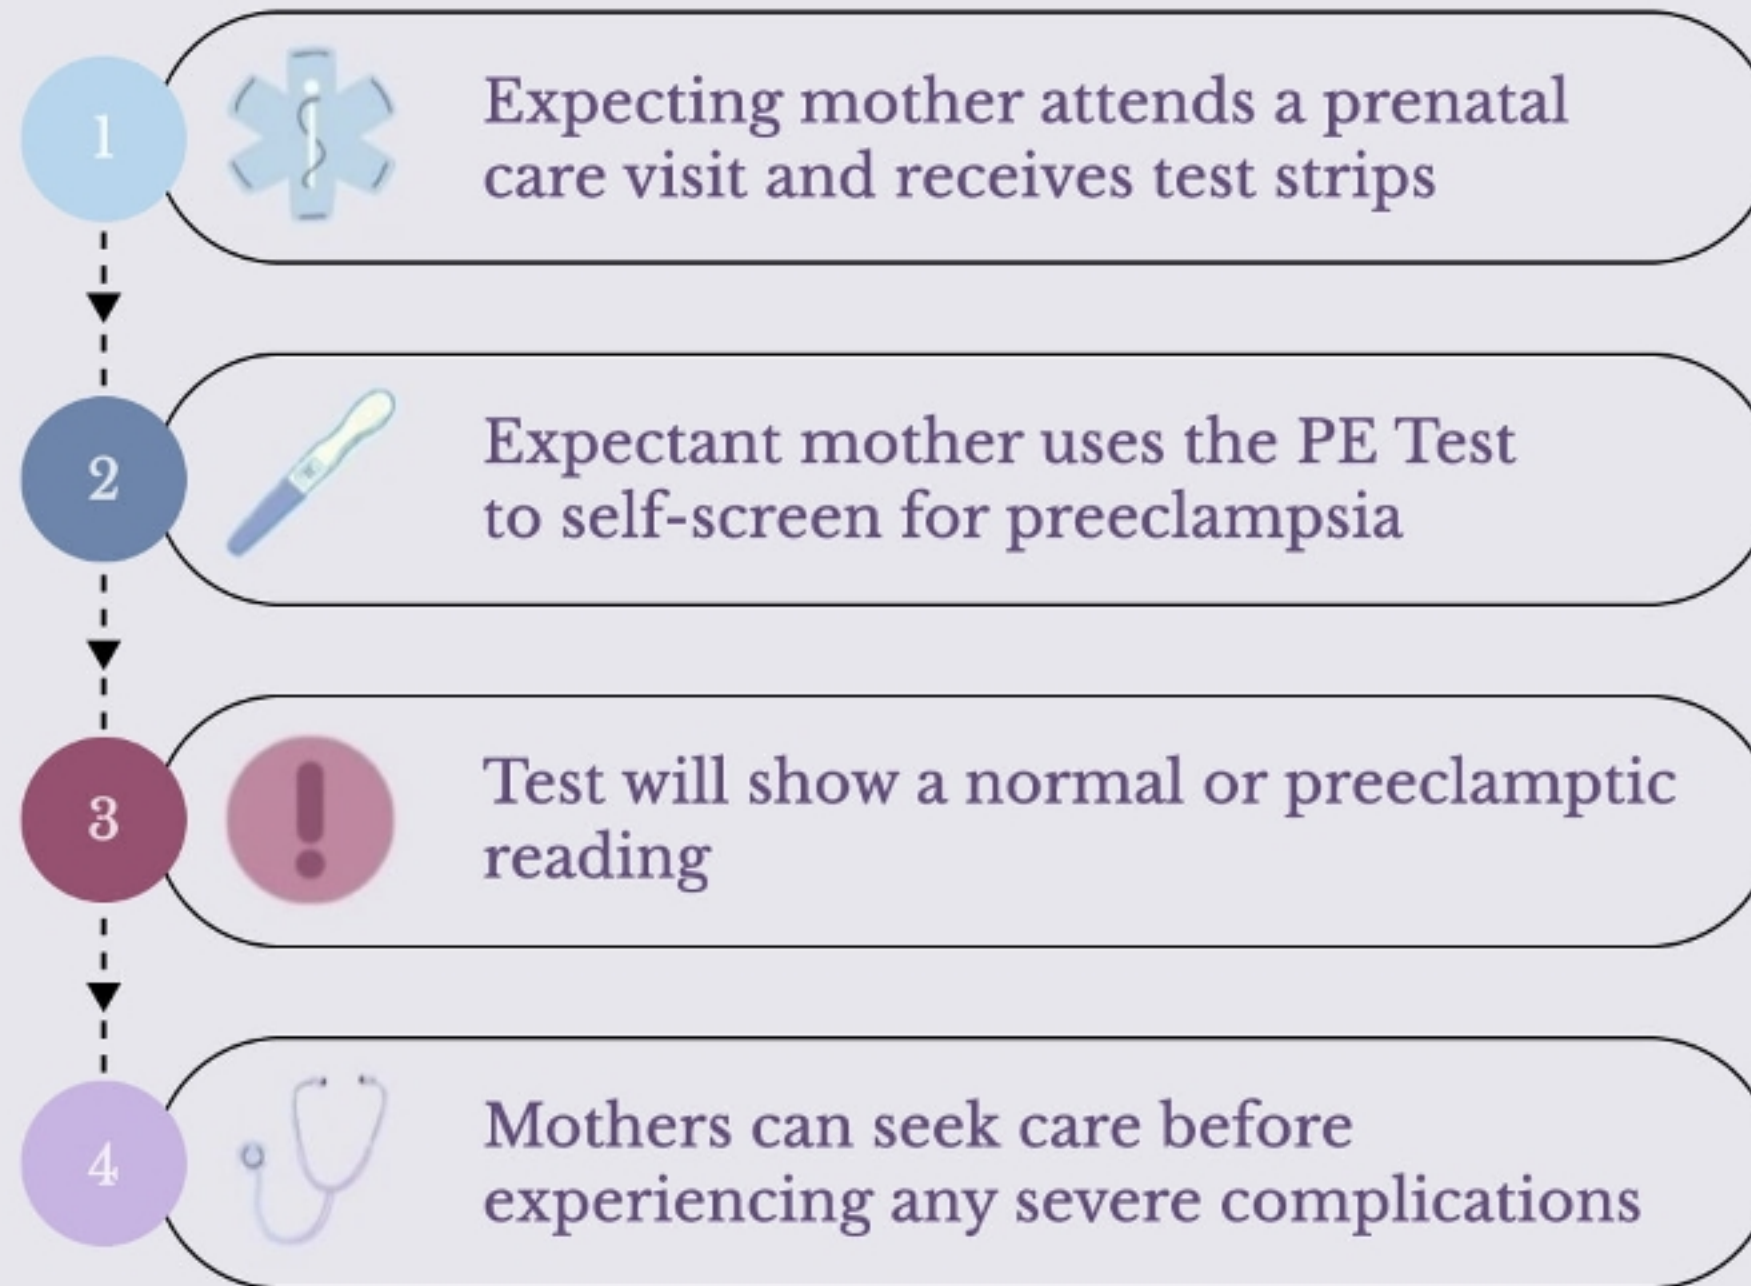 1
Expecting mother attends a prenatal
care visit and receives test strips
2
Expectant mother uses the PE Test
to self-screen for preeclampsia
3
Test will show a normal or preeclamptic
reading
4
Mothers can seek care before
experiencing any severe complications